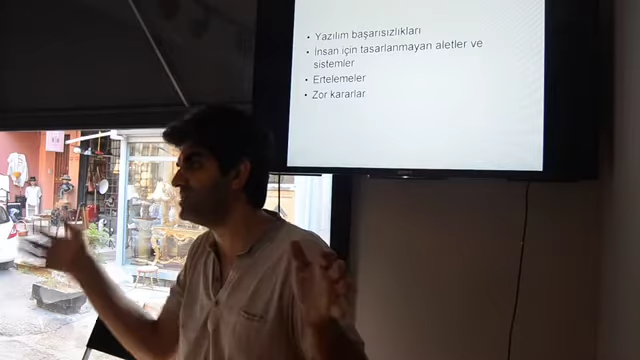 • Yazılım başarısızlıkları
• İnsan için tasarlanmayan aletler ve
sistemler
• Ertelemeler
• Zor kararlar